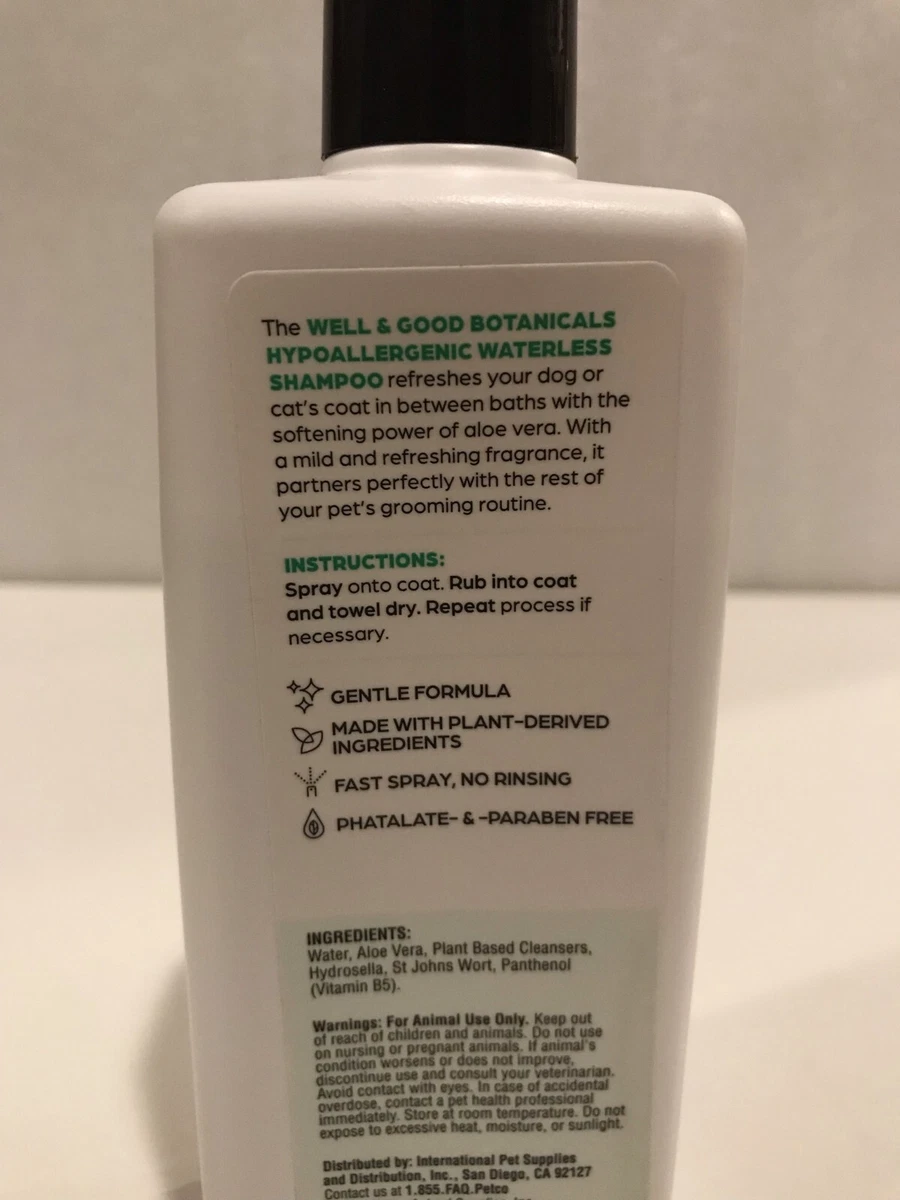 The WELL & GOOD BOTANICALS
HYPOALLERGENIC WATERLESS
SHAMPOO refreshes your dog or
cat's coat in between baths with the
softening power of aloe vera. With
a mild and refreshing fragrance, it
partners perfectly with the rest of
your pet's grooming routine.
INSTRUCTIONS:
Spray onto coat. Rub into coat
and towel dry. Repeat process if
necessary.
GENTLE FORMULA
MADE WITH PLANT-DERIVED
INGREDIENTS
FAST SPRAY, NO RINSING
PHATALATE- & -PARABEN FREE
INGREDIENTS:
Water, Aloe Vera, Plant Based Cleansers,
Hydrosella, St Johns Wort, Panthenol
(Vitamin B5).
Warnings: For Animal Use Only. Keep out
of reach of children and animals. Do not use
on nursing or pregnant animals. If animal's
condition worsens or does not improve,
discontinue use and consult your veterinarian.
Avoid contact with eyes. In case of accidental
overdose, contact a pet health professional
immediately. Store at room temperature. Do not
expose to excessive heat, moisture, or sunlight.
Distributed by: International Pet Supplies
and Distribution, Inc., San Diego, CA 92127
Contact us at 1.855.FAQ.Petco